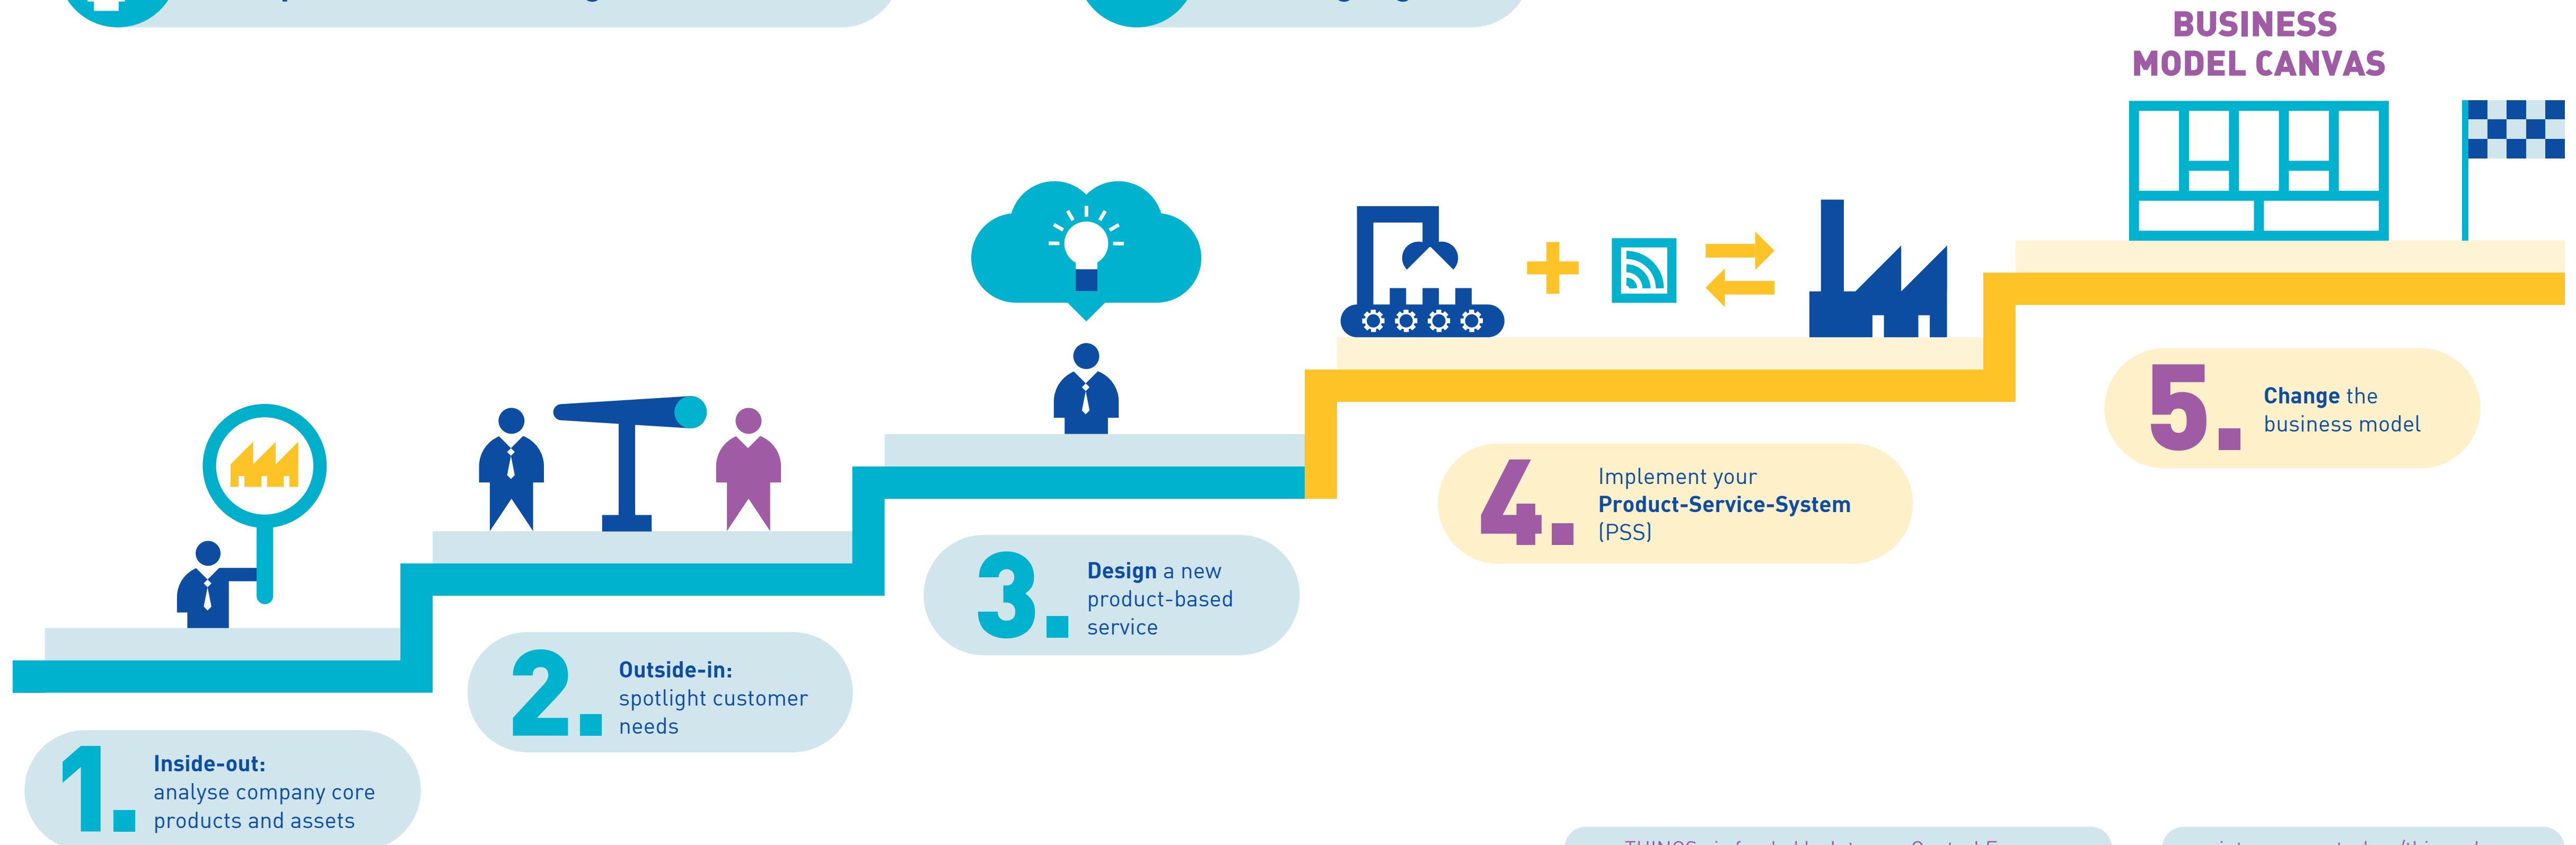 BUSINESS
MODEL CANVAS
1.
Inside-out:
analyse company core
products and assets
2.
Outside-in:
spotlight customer
needs
3.
Design a new
product-based
service
4.
Implement your
Product-Service-System
(PSS)
5.
Change the
business model